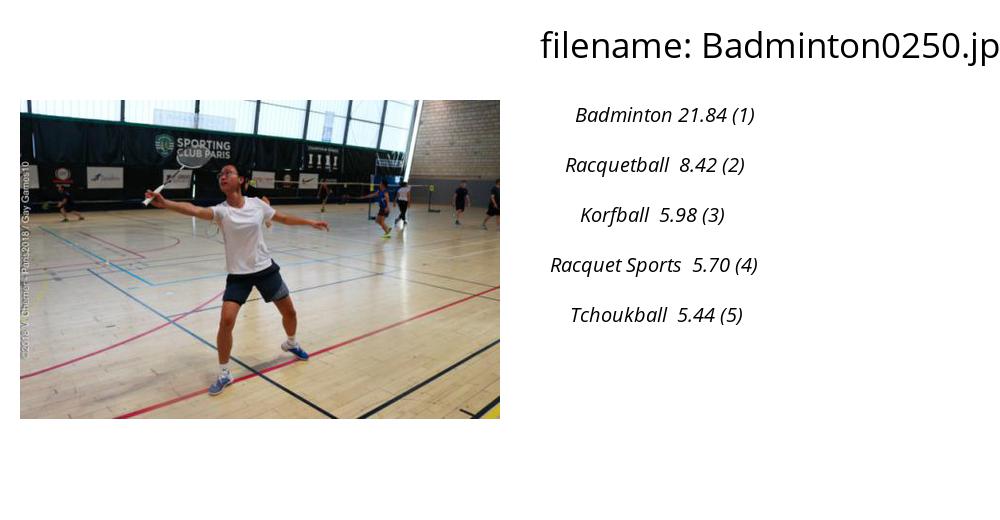 filename: Badminton0250.jp
Badminton 21.84 (1)
Racquetball 8.42 (2)
Korfball 5.98 (3)
Racquet Sports 5.70 (4)
Tchoukball 5.44 (5)
SPORTING
CLUB PARIS